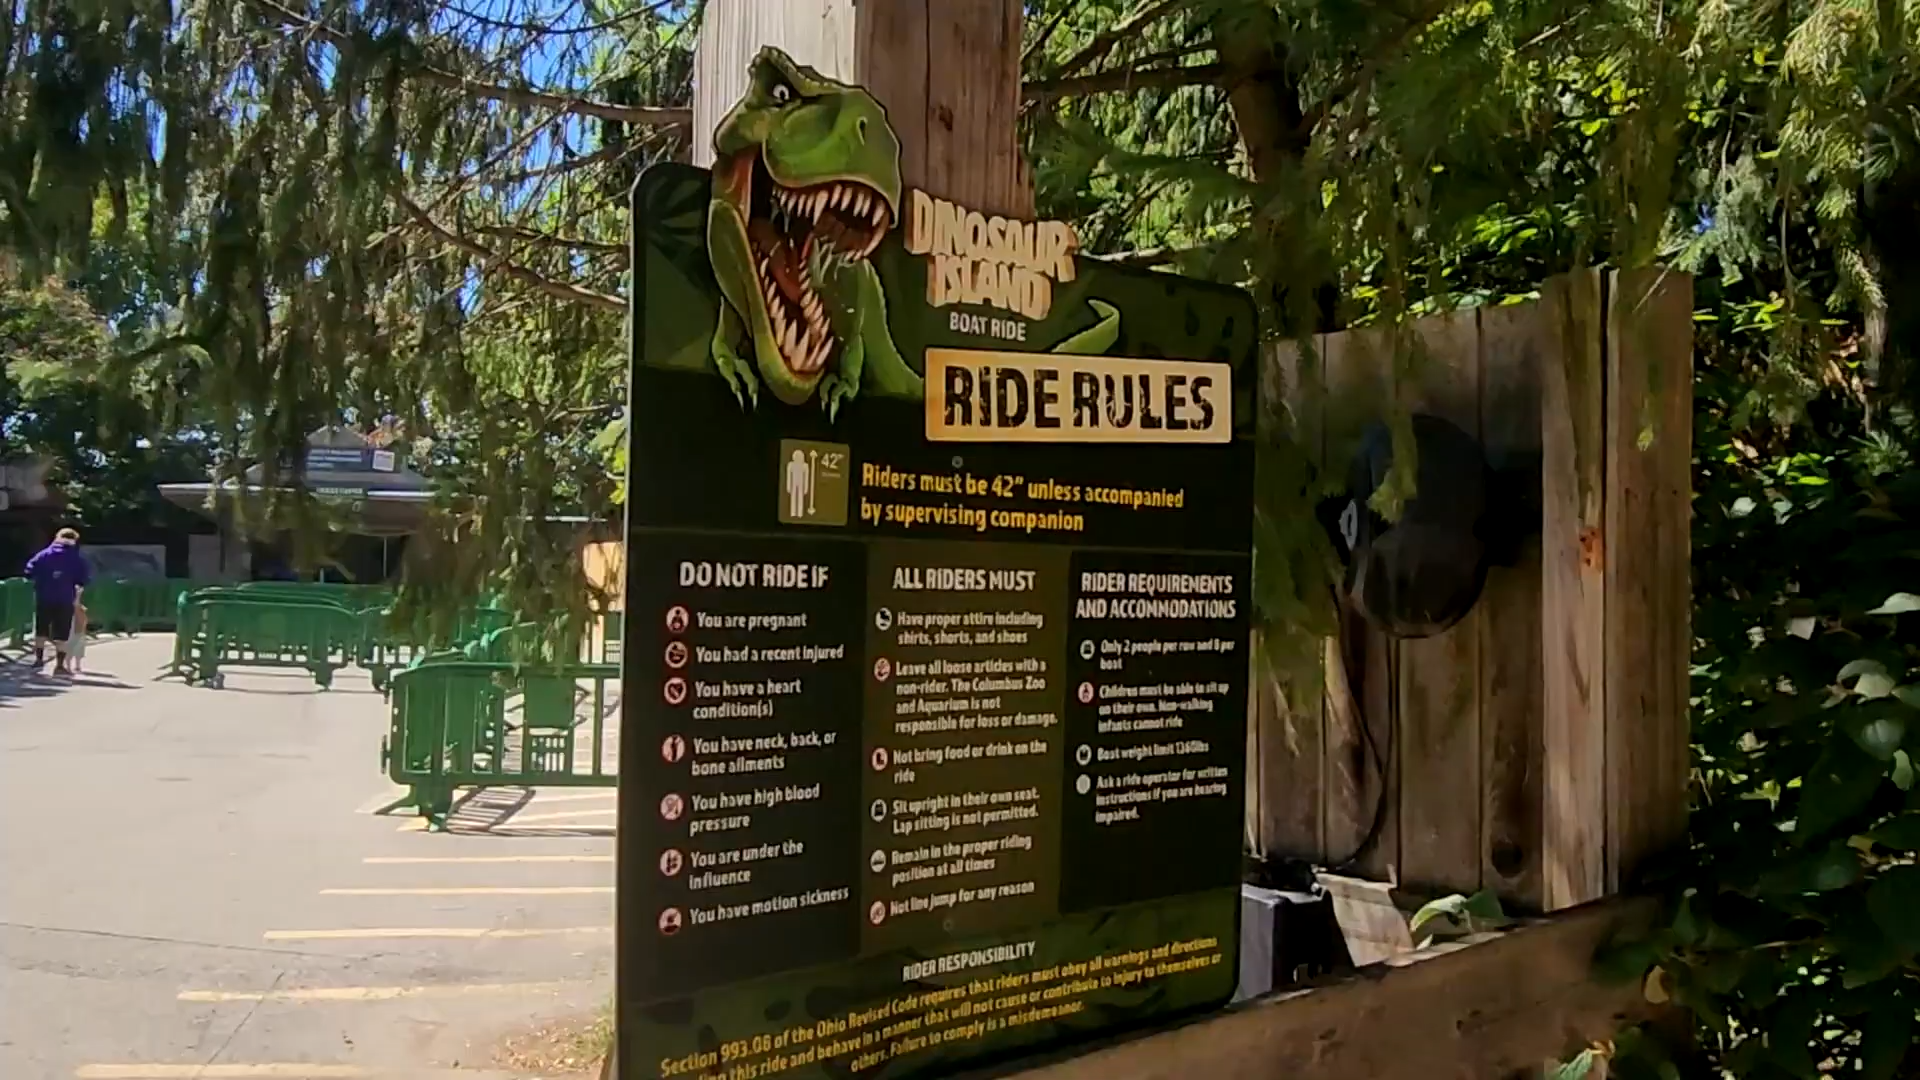 DINOSAUR
ISLAND
BOAT RIDE
RIDE RULES
42"
Riders must be 42" unless accompanied
by supervising companion
DO NOT RIDE IF
You are pregnant
You had a recent injured
You have a heart
condition(s)
You have neck, back, or
bone ailments
You have high blood
pressure
You are under the
influence
You have motion sickness
ALL RIDERS MUST
Have proper attire including
shirts, shorts, and shoes
Leave all loose articles with a
non-rider. The Columbus Zoo
and Aquarium is not
responsible for loss or damage.
Not bring food or drink on the
ride
Sit upright in their own seat.
Lap sitting is not permitted.
Remain in the proper riding
position at all times
Not line jump for any reason
RIDER REQUIREMENTS
AND ACCOMMODATIONS
Only 2 people per row and 8 per
boat
Children must be able to sit up
on their own. Non-walking
infants cannot ride
Boat weight limit 1360lbs
Ask a ride operator for written
instructions if you are hearing
impaired.
RIDER RESPONSIBILITY
Section 993.06 of the Ohio Revised Code requires that riders must obey all warnings and directions
this ride and behave in a manner that will not cause or contribute to injury to themselves or
others. Failure to comply is a misdemeanor.